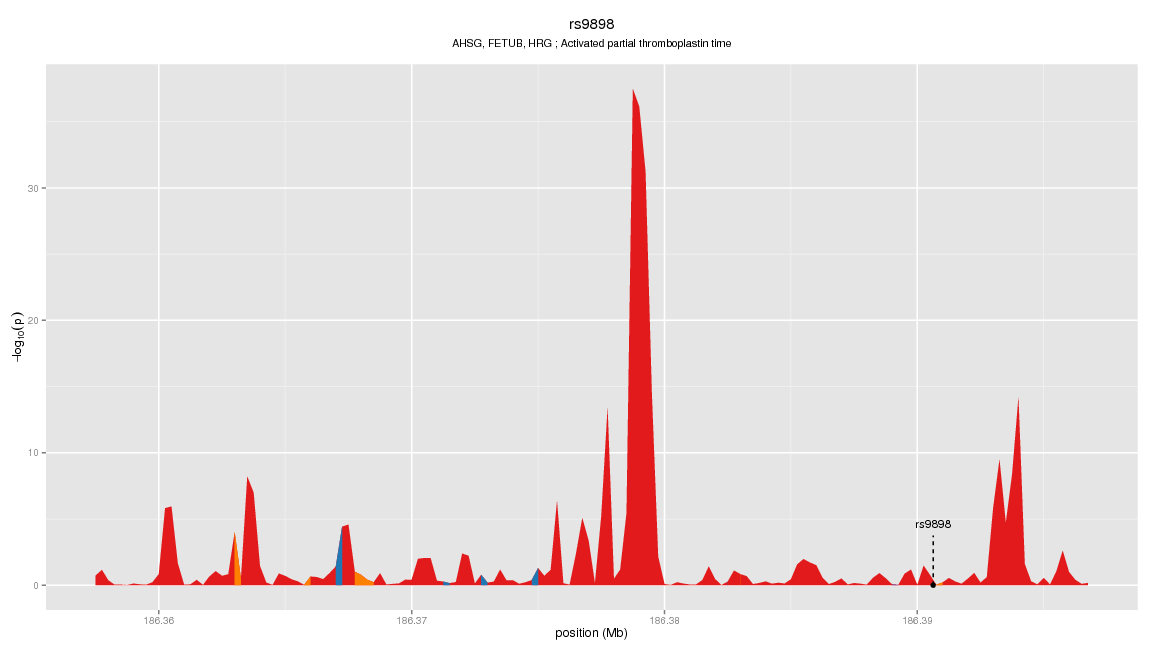 rs9898
AHSG, FETUB, HRG ; Activated partial thromboplastin time
−log10(p)
30
20
10
0
rs9898
186.36
186.37
186.38
186.39
position (Mb)